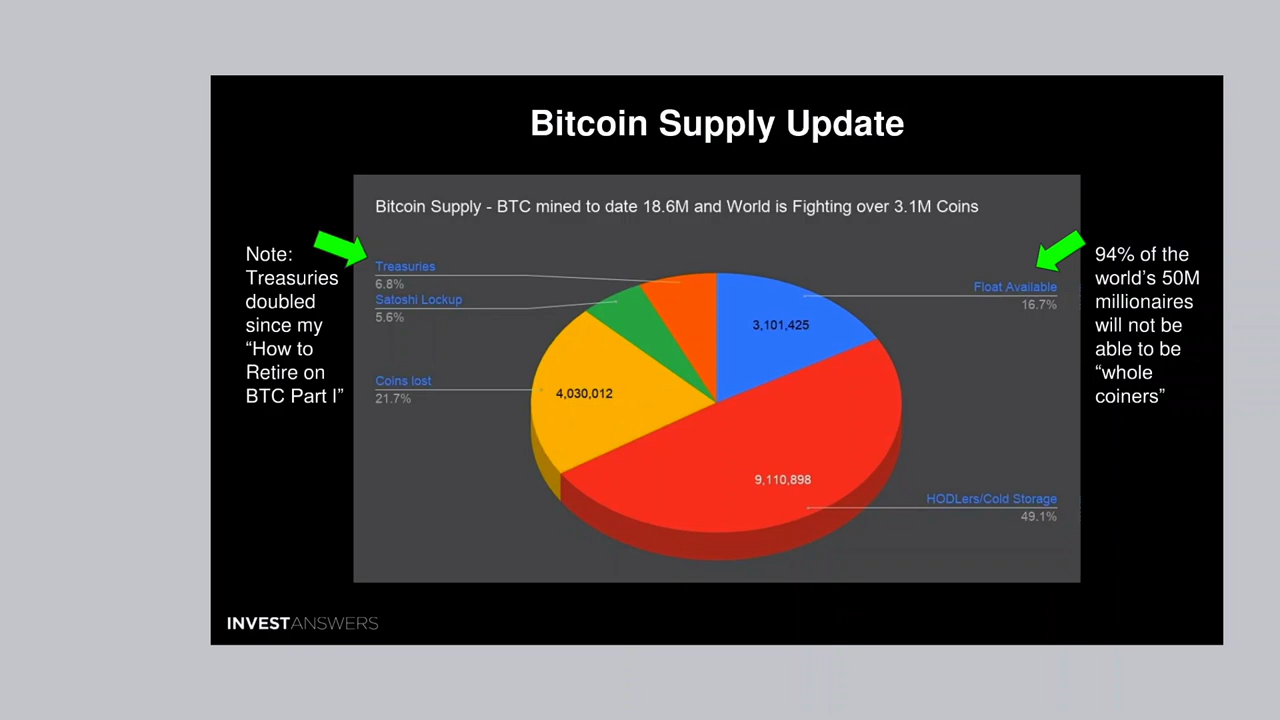 Bitcoin Supply Update
Bitcoin Supply - BTC mined to date 18.6M and World is Fighting over 3.1M Coins
Note:
Treasuries
doubled
since my
“How to
Retire on
BTC Part I”
Treasuries
6.8%
Satoshi Lockup
5.6%
Coins lost
21.7%
4,030,012
3,101,425
9,110,898
Float Available
16.7%
HODLers/Cold Storage
49.1%
94% of the
world’s 50M
millionaires
will not be
able to be
“whole
coiners”
INVESTANSWERS